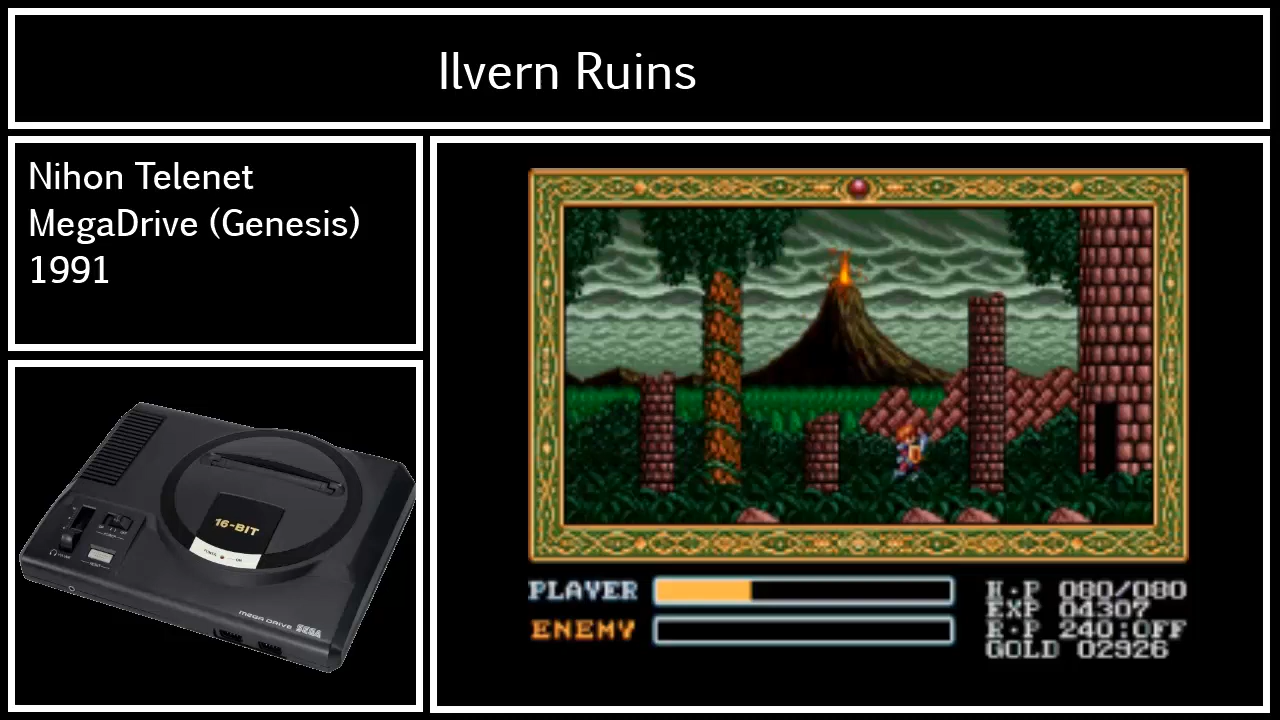 Ilvern Ruins
Nihon Telenet
MegaDrive (Genesis)
1991
16-BIT
MEGA DRIVE SEGA
PLAYER
ENEMY
H.P 080/080
EXP 04307
R.P 240:OFF
GOLD 02926